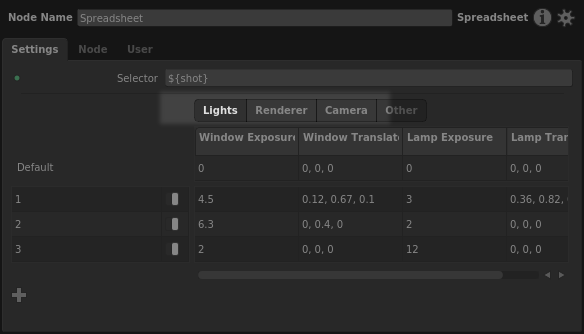 Node Name Spreadsheet Spreadsheet
Settings Node User
Selector ${shot}
Lights Renderer Camera Other
Window Exposure Window Translat Lamp Exposure Lamp Tran
Default 0 0, 0, 0 0 0, 0, 0
1 4.5 0.12, 0.67, 0.1 3 0.36, 0.82,
2 6.3 0, 0.4, 0 2 0, 0, 0
3 2 0, 0, 0 12 0, 0, 0